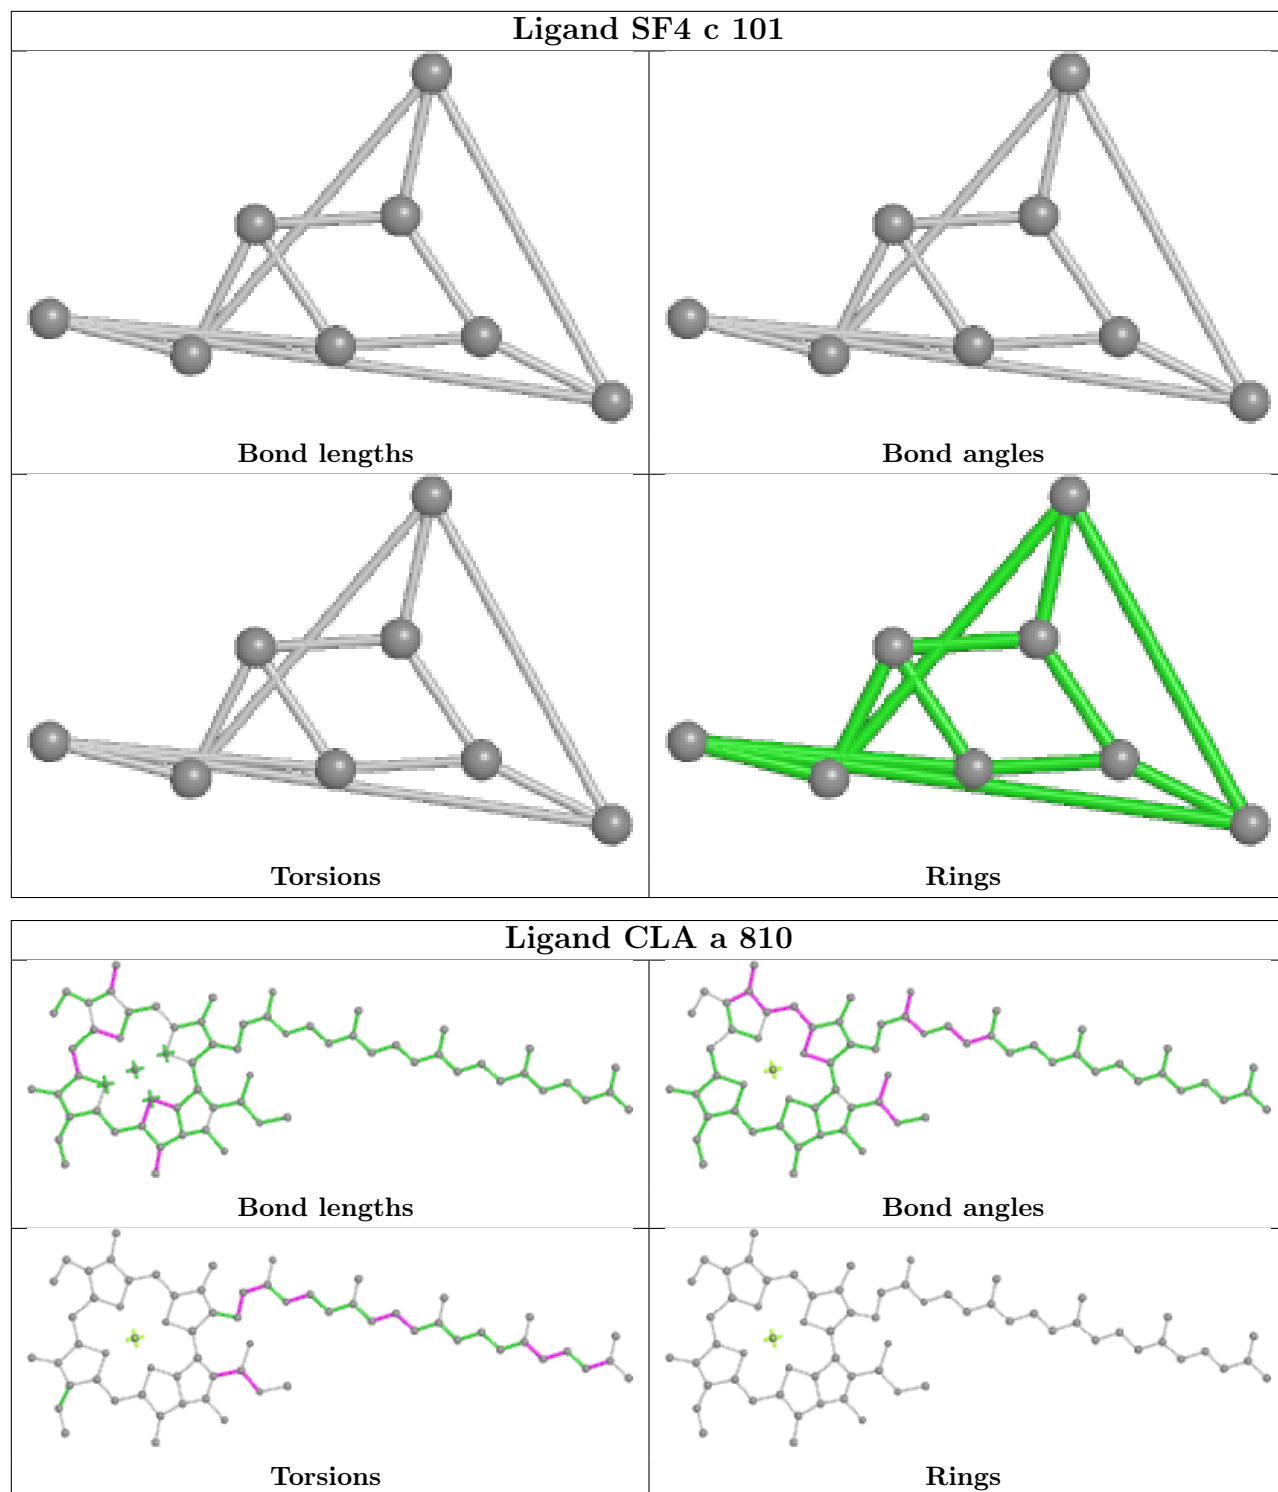 Ligand SF4 c 101
Bond lengths
Bond angles
Torsions
Rings
Ligand CLA a 810
Bond lengths
Bond angles
Torsions
Rings